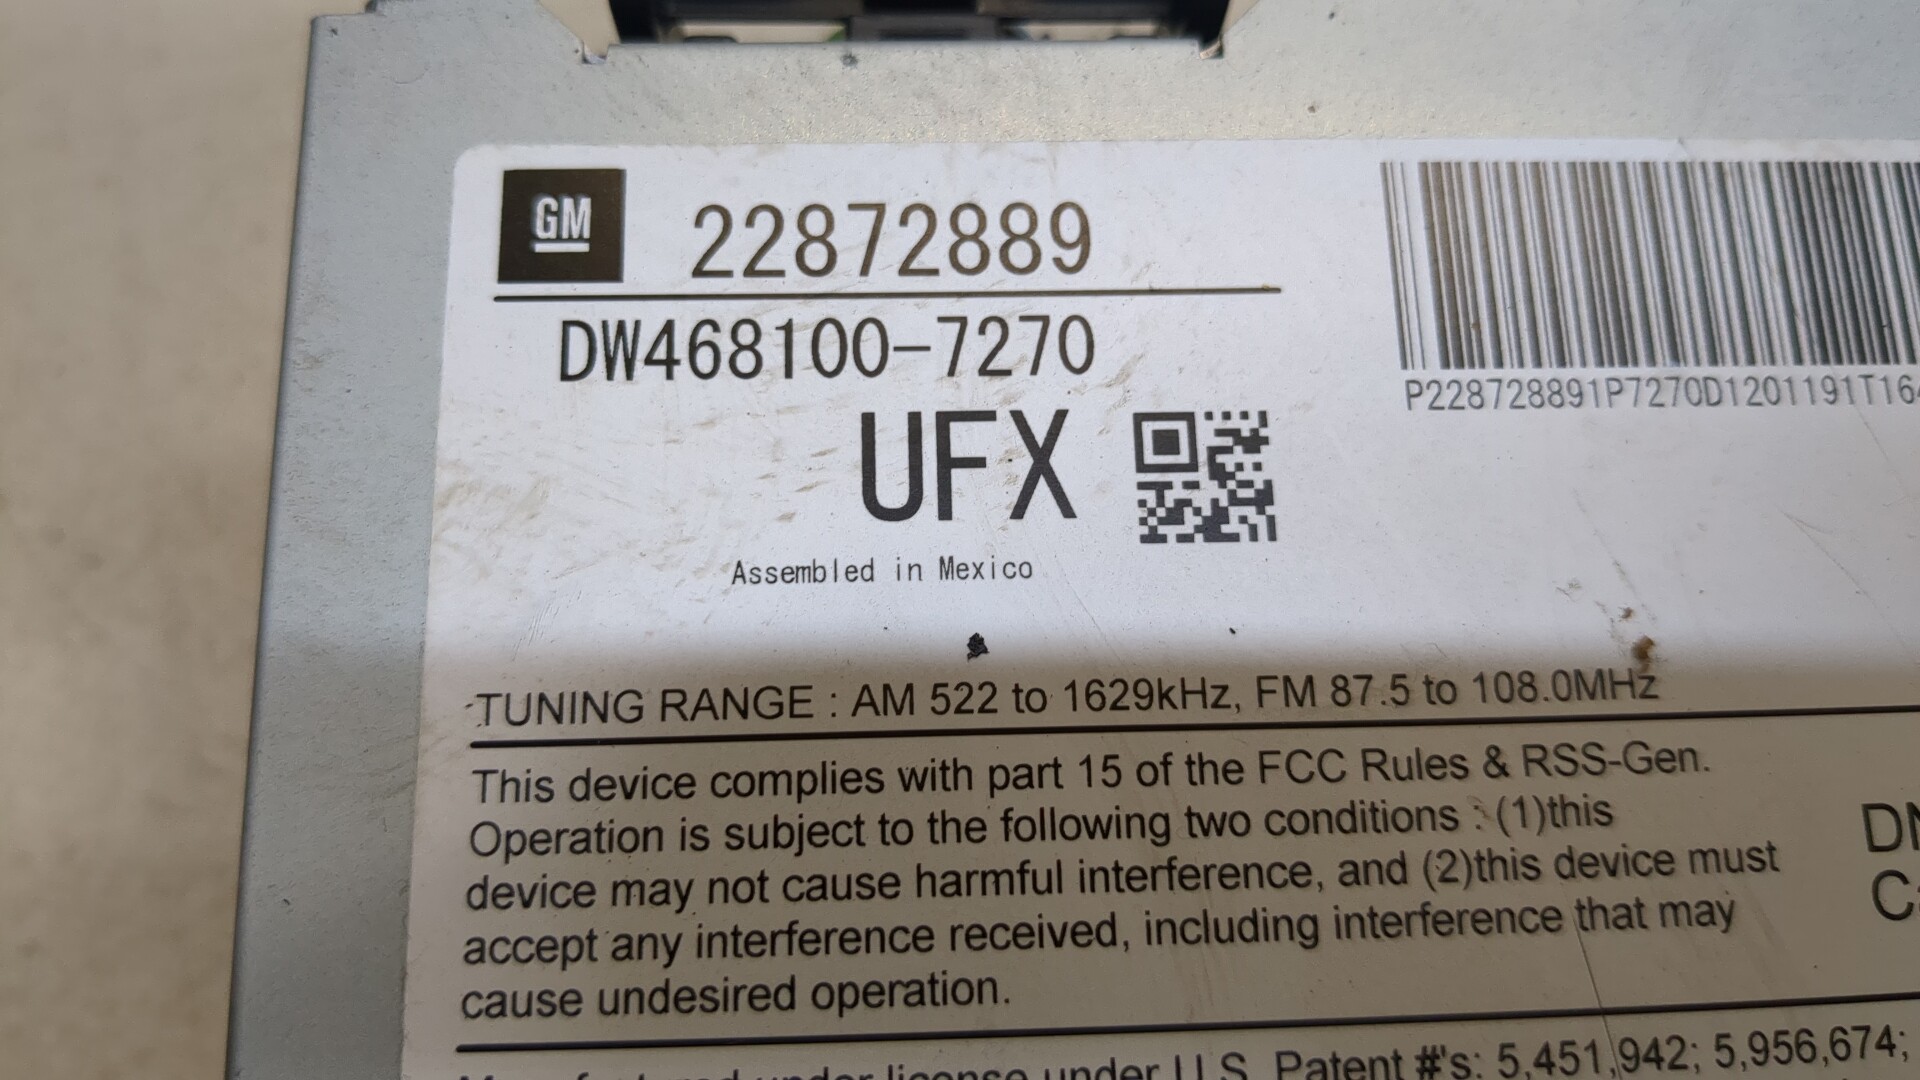 GM 22872889
DW468100-7270
UFX
Assembled in Mexico
P228728891P7270D1201191T16
TUNING RANGE : AM 522 to 1629kHz, FM 87.5 to 108.0MHz
This device complies with part 15 of the FCC Rules & RSS-Gen.
Operation is subject to the following two conditions : (1)this
device may not cause harmful interference, and (2)this device must
accept any interference received, including interference that may
cause undesired operation.
under license under U.S. Patent #'s: 5,451,942; 5,956,674;